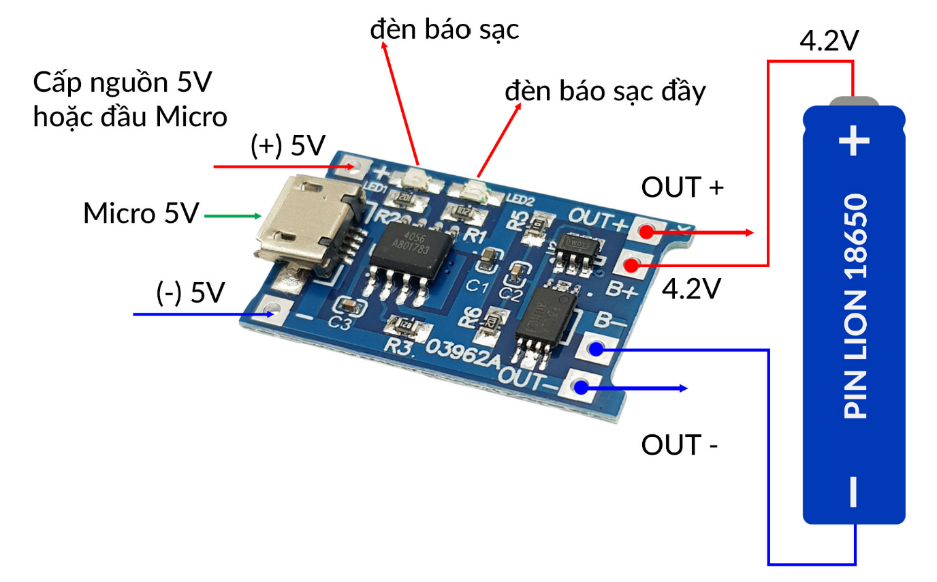 đèn báo sạc
4.2V
Cấp nguồn 5V
hoặc đầu Micro
đèn báo sạc đầy
(+) 5V
Micro 5V
(-) 5V
OUT +
4.2V
OUT -
+
LED1
LED2
R2
R1
R5
OUT+
B+
4056
A801783
C1
C2
C3
R6
R3
03962A
B-
OUT-
-
+
PIN LION 18650
-